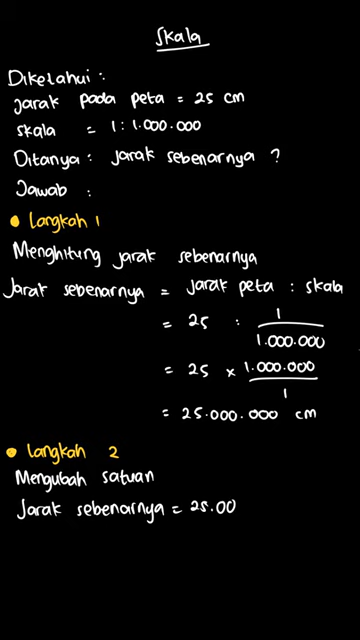 Skala
Dikelahui :
Jarak pada peta = 25 cm
skala = 1 : 1.000.000
Ditanya : Jarak sebenarnya ?
Jawab :
• Langkah 1
Menghitung jarak sebenarnya
Jarak sebenarnya = Jarak peta : skala
= 25 : 1/1.000.000
= 25 × 1.000.000/1
= 25.000.000 cm
• Langkah 2
Mengubah satuan
Jarak sebenarnya = 25.00